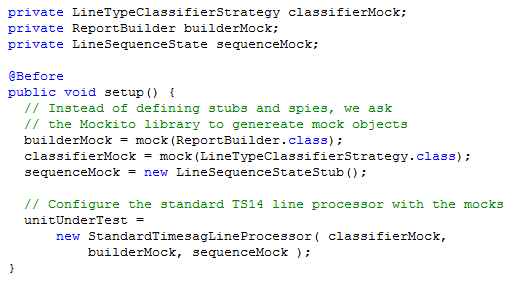 private LineTypeClassifierStrategy classifierMock;
private ReportBuilder builderMock;
private LineSequenceState sequenceMock;
@Before
public void setup() {
// Instead of defining stubs and spies, we ask
// the Mockito library to genereate mock objects
builderMock = mock(ReportBuilder.class);
classifierMock = mock(LineTypeClassifierStrategy.class);
sequenceMock = new LineSequenceStateStub();
// Configure the standard TS14 line processor with the mocks
unitUnderTest =
new StandardTimesagLineProcessor( classifierMock,
builderMock, sequenceMock );
}